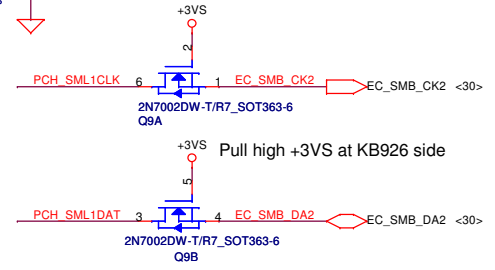 +3VS
2
PCH_SML1CLK 6 1 EC_SMB_CK2 EC_SMB_CK2 <30>
2N7002DW-T/R7_SOT363-6
Q9A
+3VS Pull high +3VS at KB926 side
5
PCH_SML1DAT 3 4 EC_SMB_DA2 EC_SMB_DA2 <30>
2N7002DW-T/R7_SOT363-6
Q9B